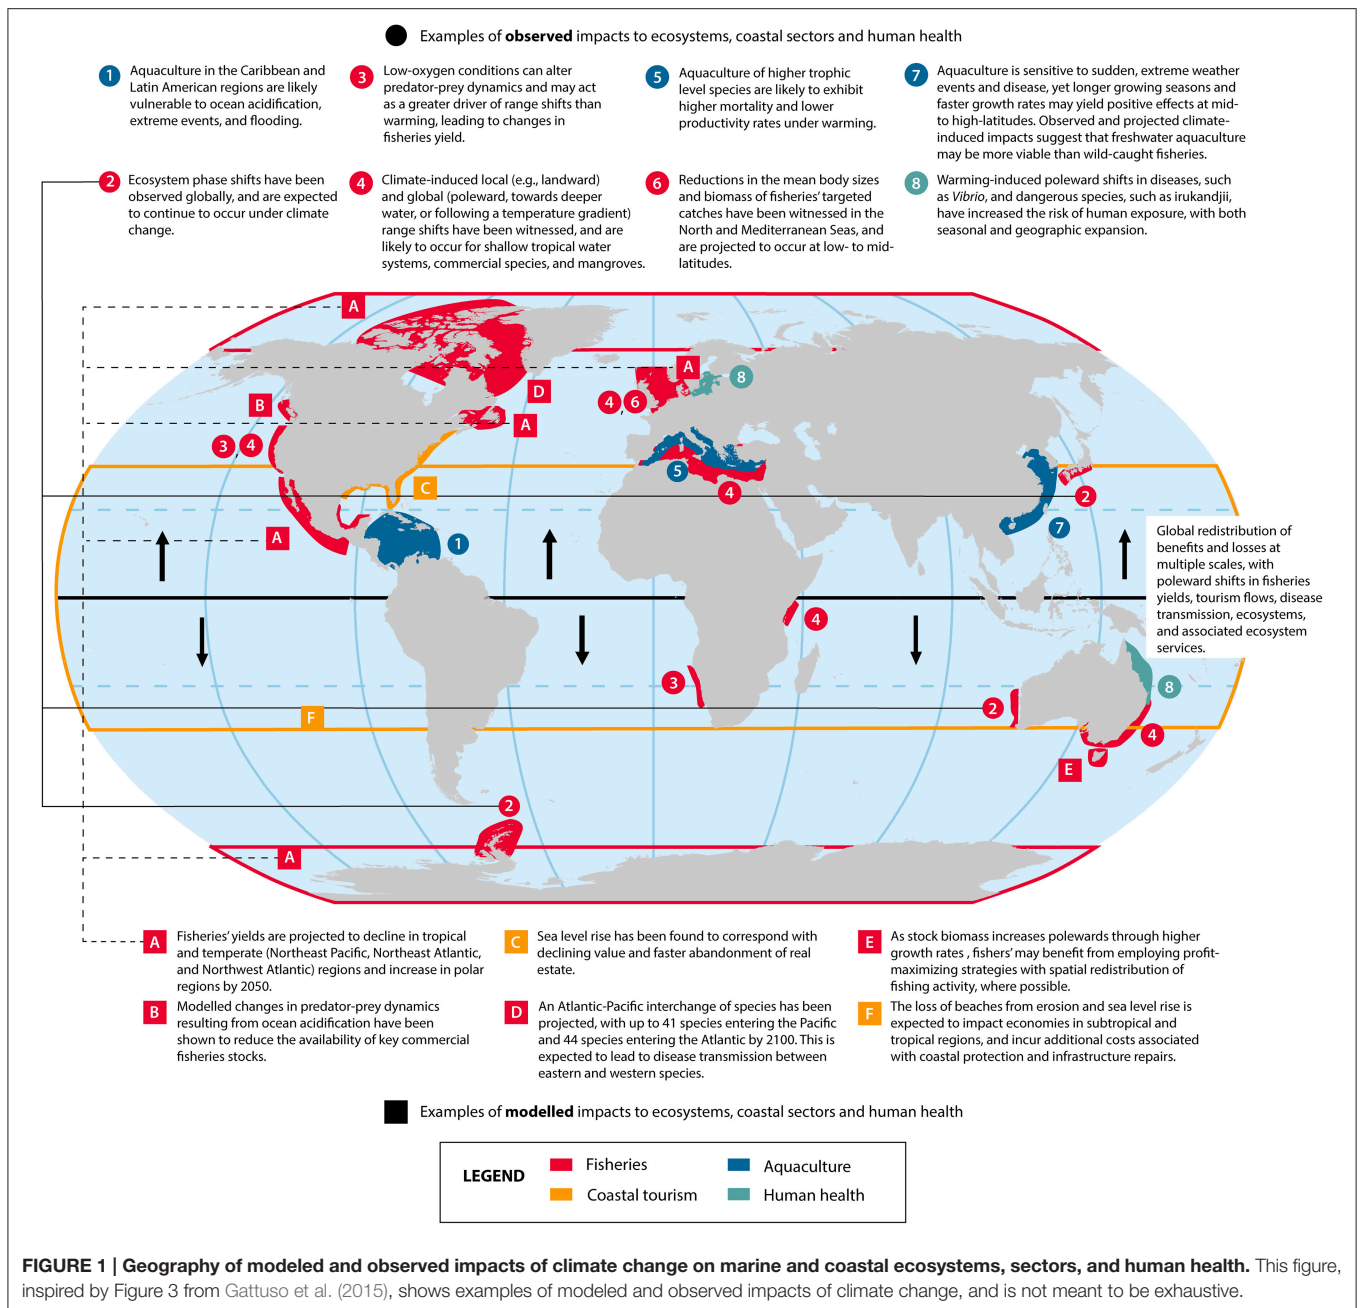 Examples of observed impacts to ecosystems, coastal sectors and human health
1
Aquaculture in the Caribbean and
Latin American regions are likely
vulnerable to ocean acidification,
extreme events, and flooding.
3
Low-oxygen conditions can alter
predator-prey dynamics and may act
as a greater driver of range shifts than
warming, leading to changes in
fisheries yield.
5
Aquaculture of higher trophic
level species are likely to exhibit
higher mortality and lower
productivity rates under warming.
7
Aquaculture is sensitive to sudden, extreme weather
events and disease, yet longer growing seasons and
faster growth rates may yield positive effects at mid-
to high-latitudes. Observed and projected climate-
induced impacts suggest that freshwater aquaculture
may be more viable than wild-caught fisheries.
2
Ecosystem phase shifts have been
observed globally, and are expected
to continue to occur under climate
change.
4
Climate-induced local (e.g., landward)
and global (poleward, towards deeper
water, or following a temperature gradient)
range shifts have been witnessed, and are
likely to occur for shallow tropical water
systems, commercial species, and mangroves.
6
Reductions in the mean body sizes
and biomass of fisheries' targeted
catches have been witnessed in the
North and Mediterranean Seas, and
are projected to occur at low- to mid-
latitudes.
8
Warming-induced poleward shifts in diseases, such
as Vibrio, and dangerous species, such as irukandjii,
have increased the risk of human exposure, with both
seasonal and geographic expansion.
A
A
8
D
B
4, 6
A
3, 4
5
C
4
2
7
A
1
Global redistribution of
benefits and losses at
multiple scales, with
poleward shifts in fisheries
yields, tourism flows, disease
transmission, ecosystems,
and associated ecosystem
services.
4
3
8
2
F
4
E
2
A
A
Fisheries' yields are projected to decline in tropical
and temperate (Northeast Pacific, Northeast Atlantic,
and Northwest Atlantic) regions and increase in polar
regions by 2050.
C
Sea level rise has been found to correspond with
declining value and faster abandonment of real
estate.
E
As stock biomass increases polewards through higher
growth rates , fishers' may benefit from employing profit-
maximizing strategies with spatial redistribution of
fishing activity, where possible.
B
Modelled changes in predator-prey dynamics
resulting from ocean acidification have been
shown to reduce the availability of key commercial
fisheries stocks.
D
An Atlantic-Pacific interchange of species has been
projected, with up to 41 species entering the Pacific
and 44 species entering the Atlantic by 2100. This is
expected to lead to disease transmission between
eastern and western species.
F
The loss of beaches from erosion and sea level rise is
expected to impact economies in subtropical and
tropical regions, and incur additional costs associated
with coastal protection and infrastructure repairs.
Examples of modelled impacts to ecosystems, coastal sectors and human health
LEGEND
Fisheries
Aquaculture
Coastal tourism
Human health
FIGURE 1 | Geography of modeled and observed impacts of climate change on marine and coastal ecosystems, sectors, and human health. This figure,
inspired by Figure 3 from Gattuso et al. (2015), shows examples of modeled and observed impacts of climate change, and is not meant to be exhaustive.